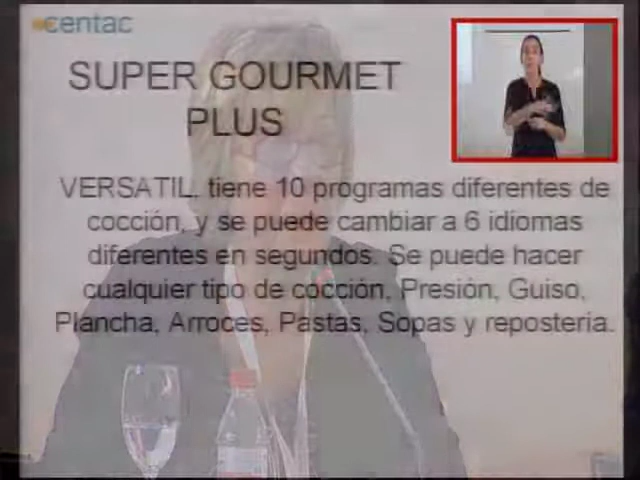 centac
SUPER GOURMET
PLUS
VERSATIL. tiene 10 programas diferentes de
cocción, y se puede cambiar a 6 idiomas
diferentes en segundos. Se puede hacer
cualquier tipo de cocción, Presión, Guiso,
Plancha, Arroces, Pastas, Sopas y repostería.